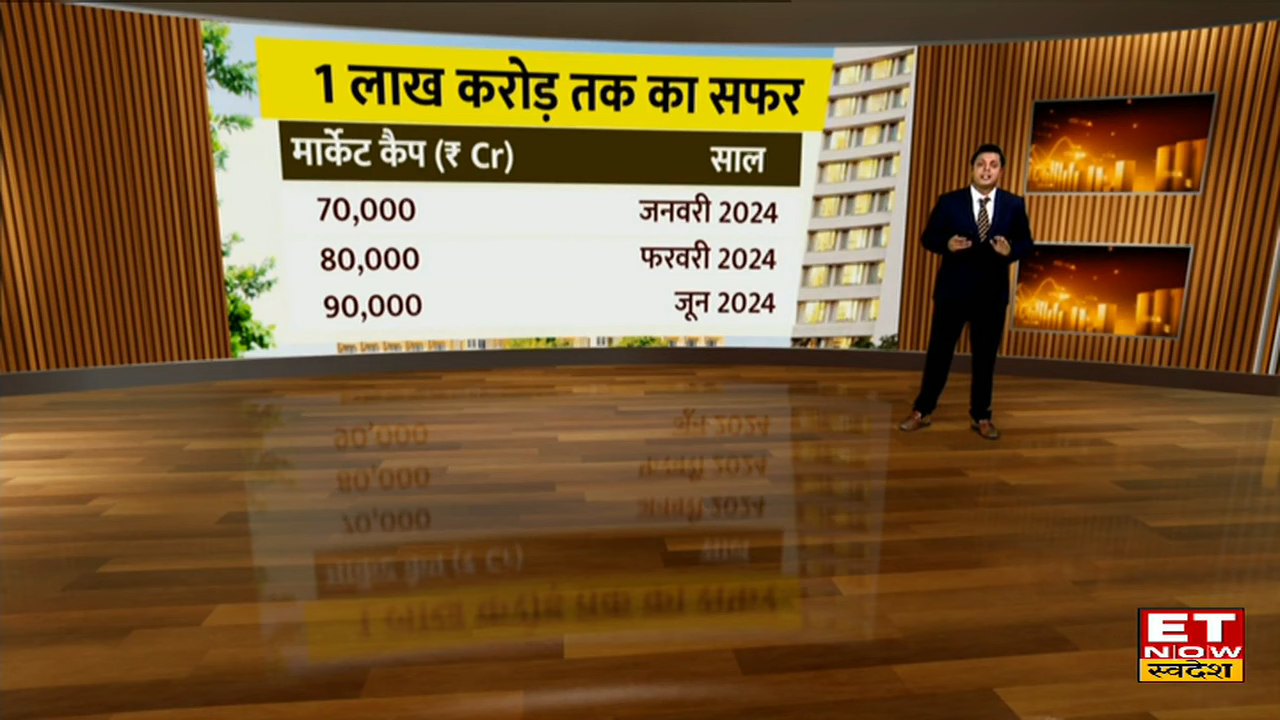 1 लाख करोड़ तक का सफर
मार्केट कैप (₹ Cr) साल
70,000 जनवरी 2024
80,000 फरवरी 2024
90,000 जून 2024
ET
NOW
स्वदेश